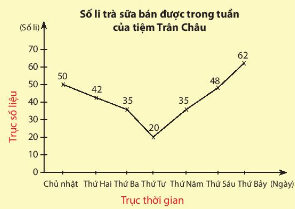 Số li trà sữa bán được trong tuần
của tiệm Trân Châu
(Số li)
70
60
50
40
30
20
10
0
50
42
35
20
35
48
62
Trục số liệu
Chủ nhật Thứ Hai Thứ Ba Thứ Tư Thứ Năm Thứ Sáu Thứ Bảy (Ngày)
Trục thời gian